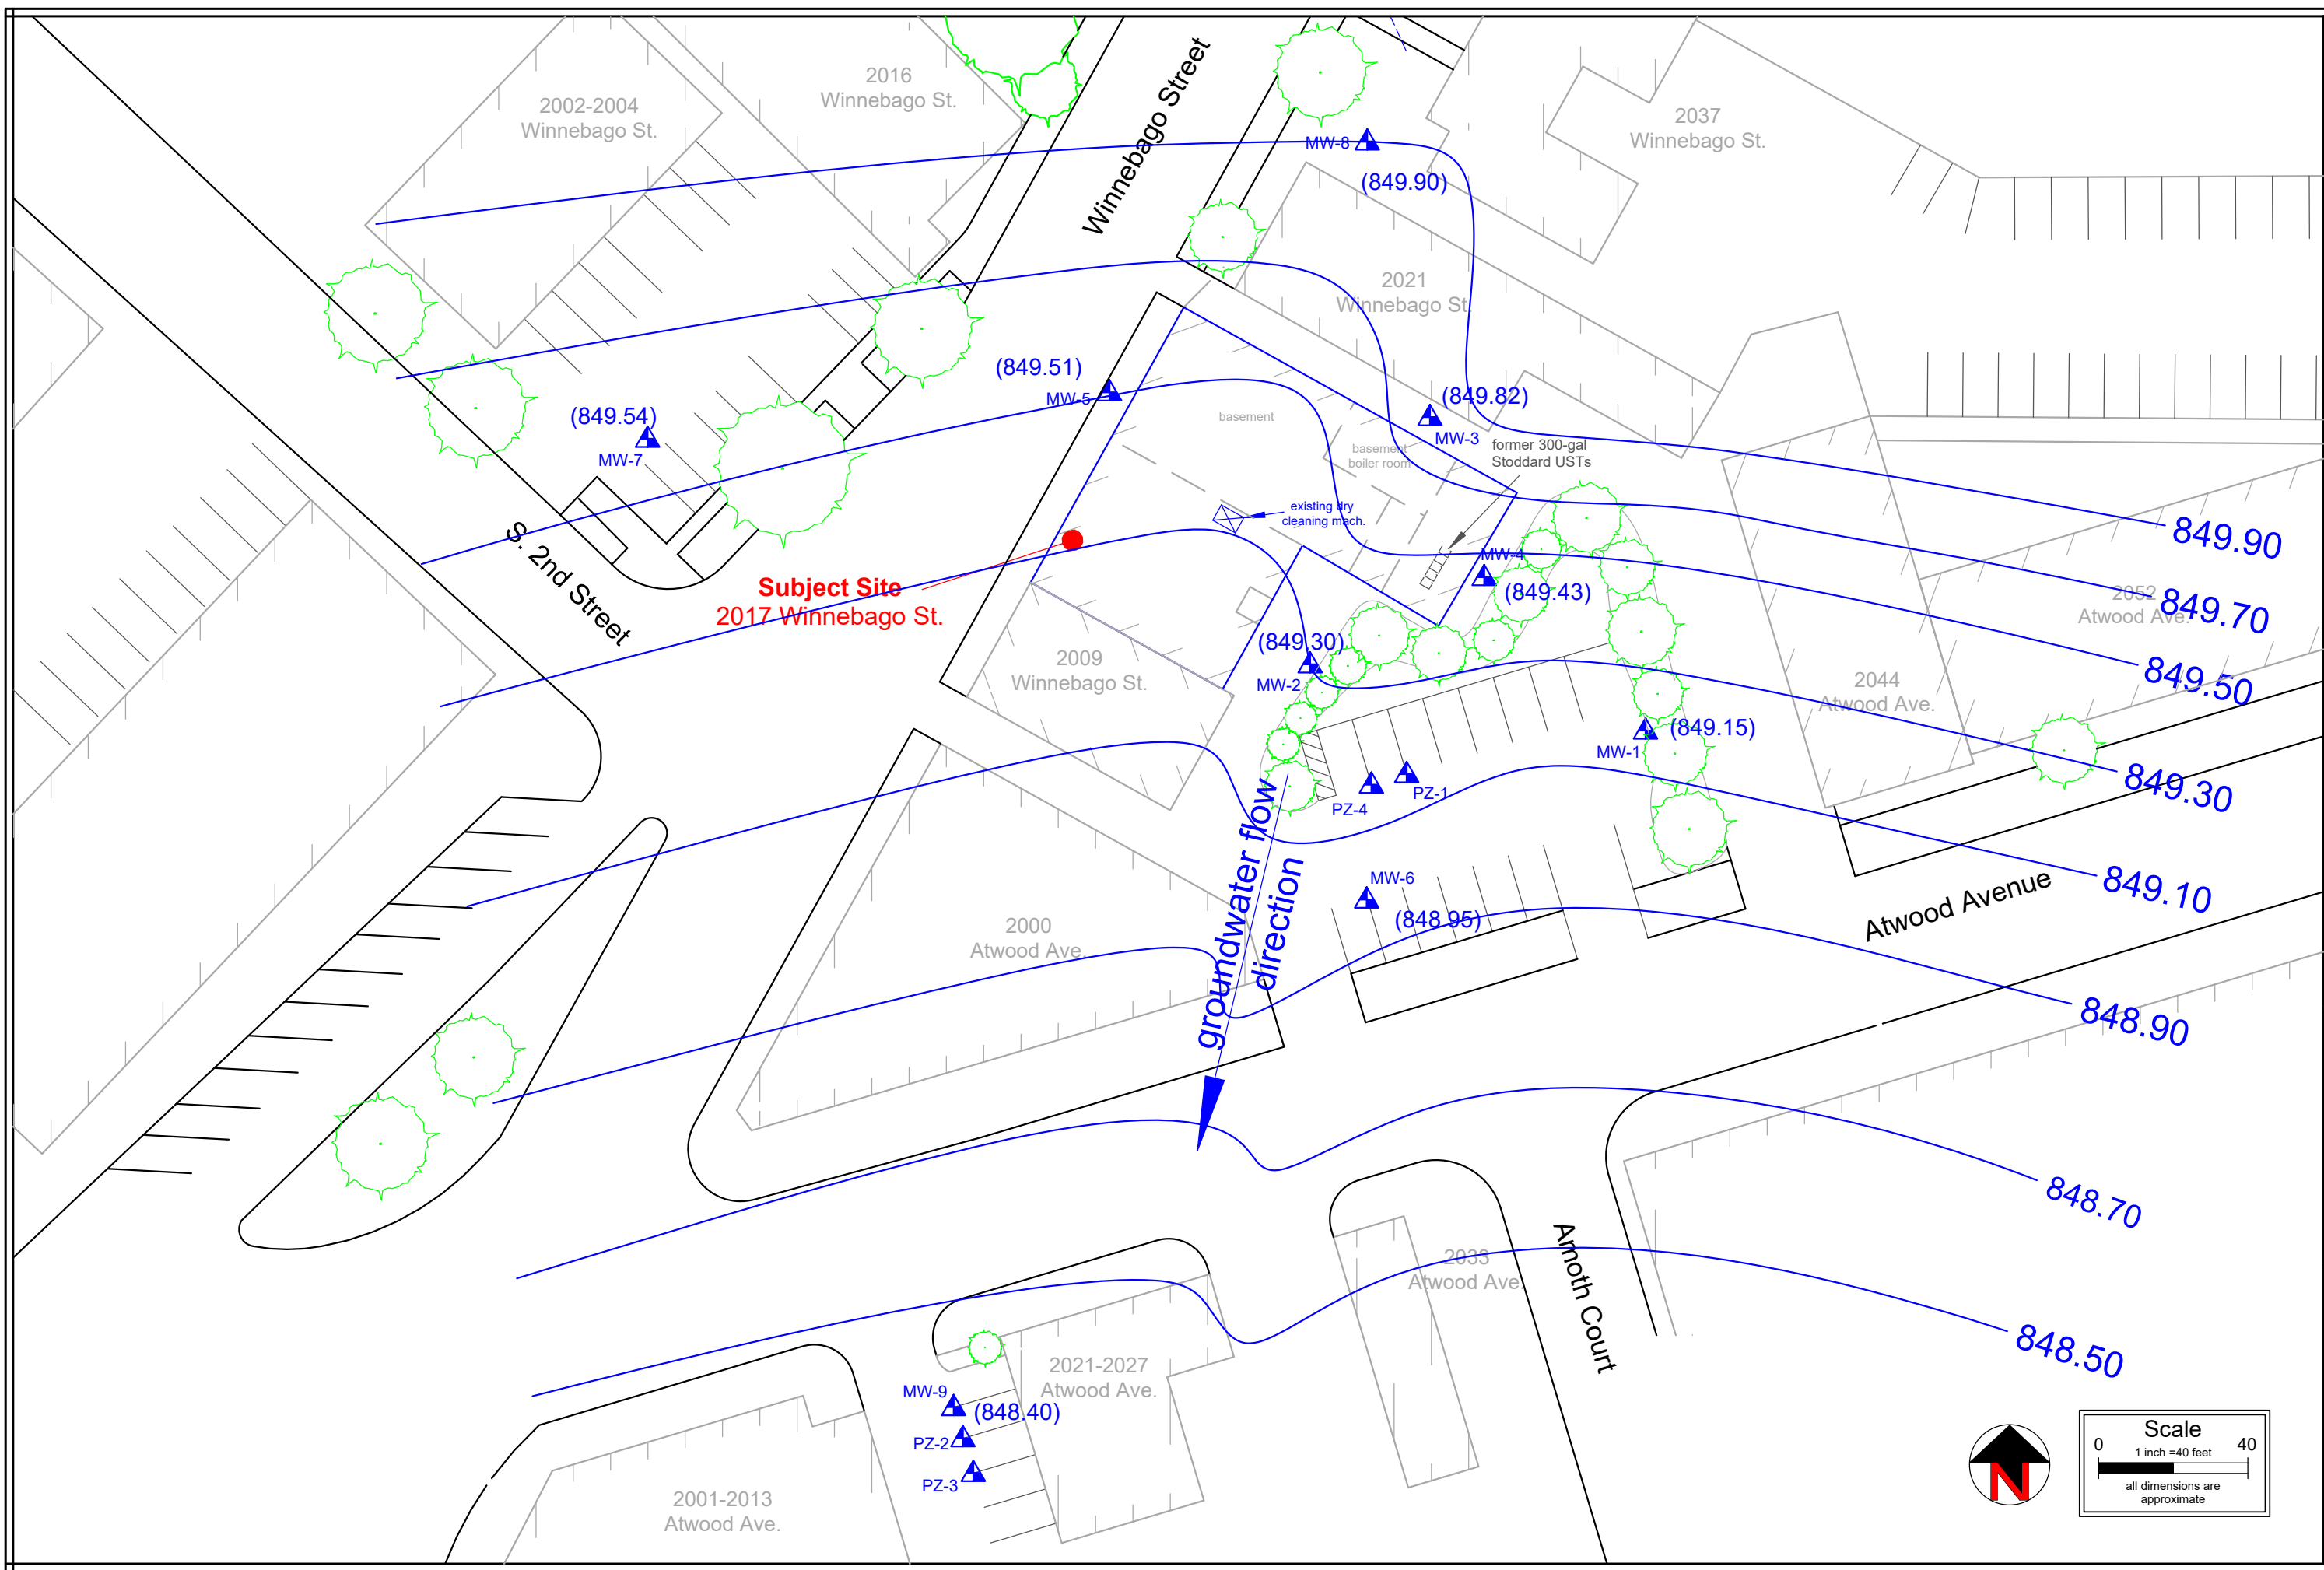 2016
Winnebago St.
2002-2004
Winnebago St.
Winnebago Street
MW-8
(849.90)
2037
Winnebago St.
2021
Winnebago St.
(849.51)
MW-5
(849.54)
MW-7
basement
(849.82)
MW-3
basement
boiler room
former 300-gal
Stoddard USTs
existing dry
cleaning mach.
MW-4
(849.43)
S. 2nd Street
Subject Site
2017 Winnebago St.
2009
Winnebago St.
(849.30)
MW-2
(849.15)
MW-1
PZ-1
PZ-4
2044
Atwood Ave.
2052
Atwood Ave.
849.90
849.70
849.50
849.30
849.10
848.90
848.70
848.50
groundwater flow
direction
MW-6
(848.95)
2000
Atwood Ave.
Atwood Avenue
2033
Atwood Ave.
Amoth Court
2021-2027
Atwood Ave.
MW-9
(848.40)
PZ-2
PZ-3
2001-2013
Atwood Ave.
N
Scale
0 40
1 inch =40 feet
all dimensions are
approximate